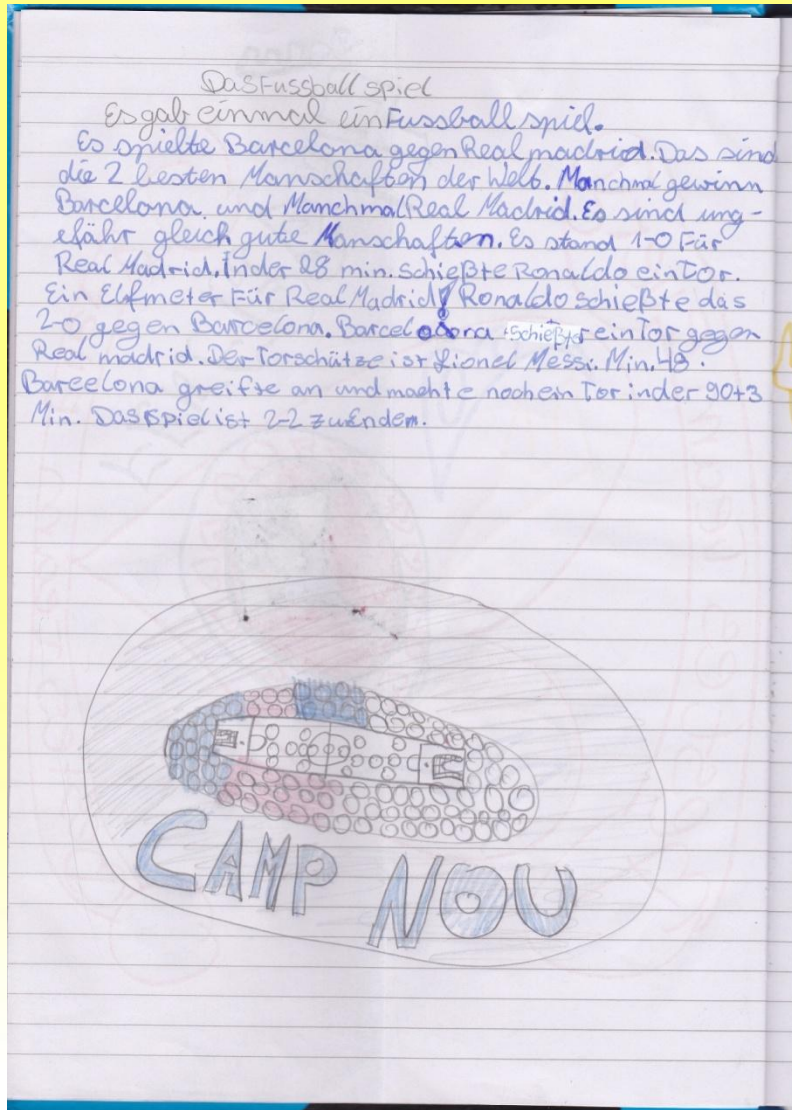 Das Fussball spiel
Es gab einmal ein Fussball spiel.
Es spielte Barcelona gegen Real madrid. Das sind
die 2 besten Manschaften der Welt. Manchmal gewinn
Barcelona und Manchmal Real Madrid. Es sind ung-
efähr gleich gute Manschaften. Es stand 1-0 Für
Real Madrid. In der 28 min. schießte Ronaldo ein Tor.
Ein Elfmeter Für Real Madrid! Ronaldo schießte das
2-0 gegen Barcelona. Barcelona schießte ein Tor gegen
Real madrid. Der Torschütze ist Lionel Messi. Min. 49.
Barcelona greifte an und machte noch ein Tor in der 90+3
Min. Das Spiel ist 2-2 zu Endem.
CAMP NOU